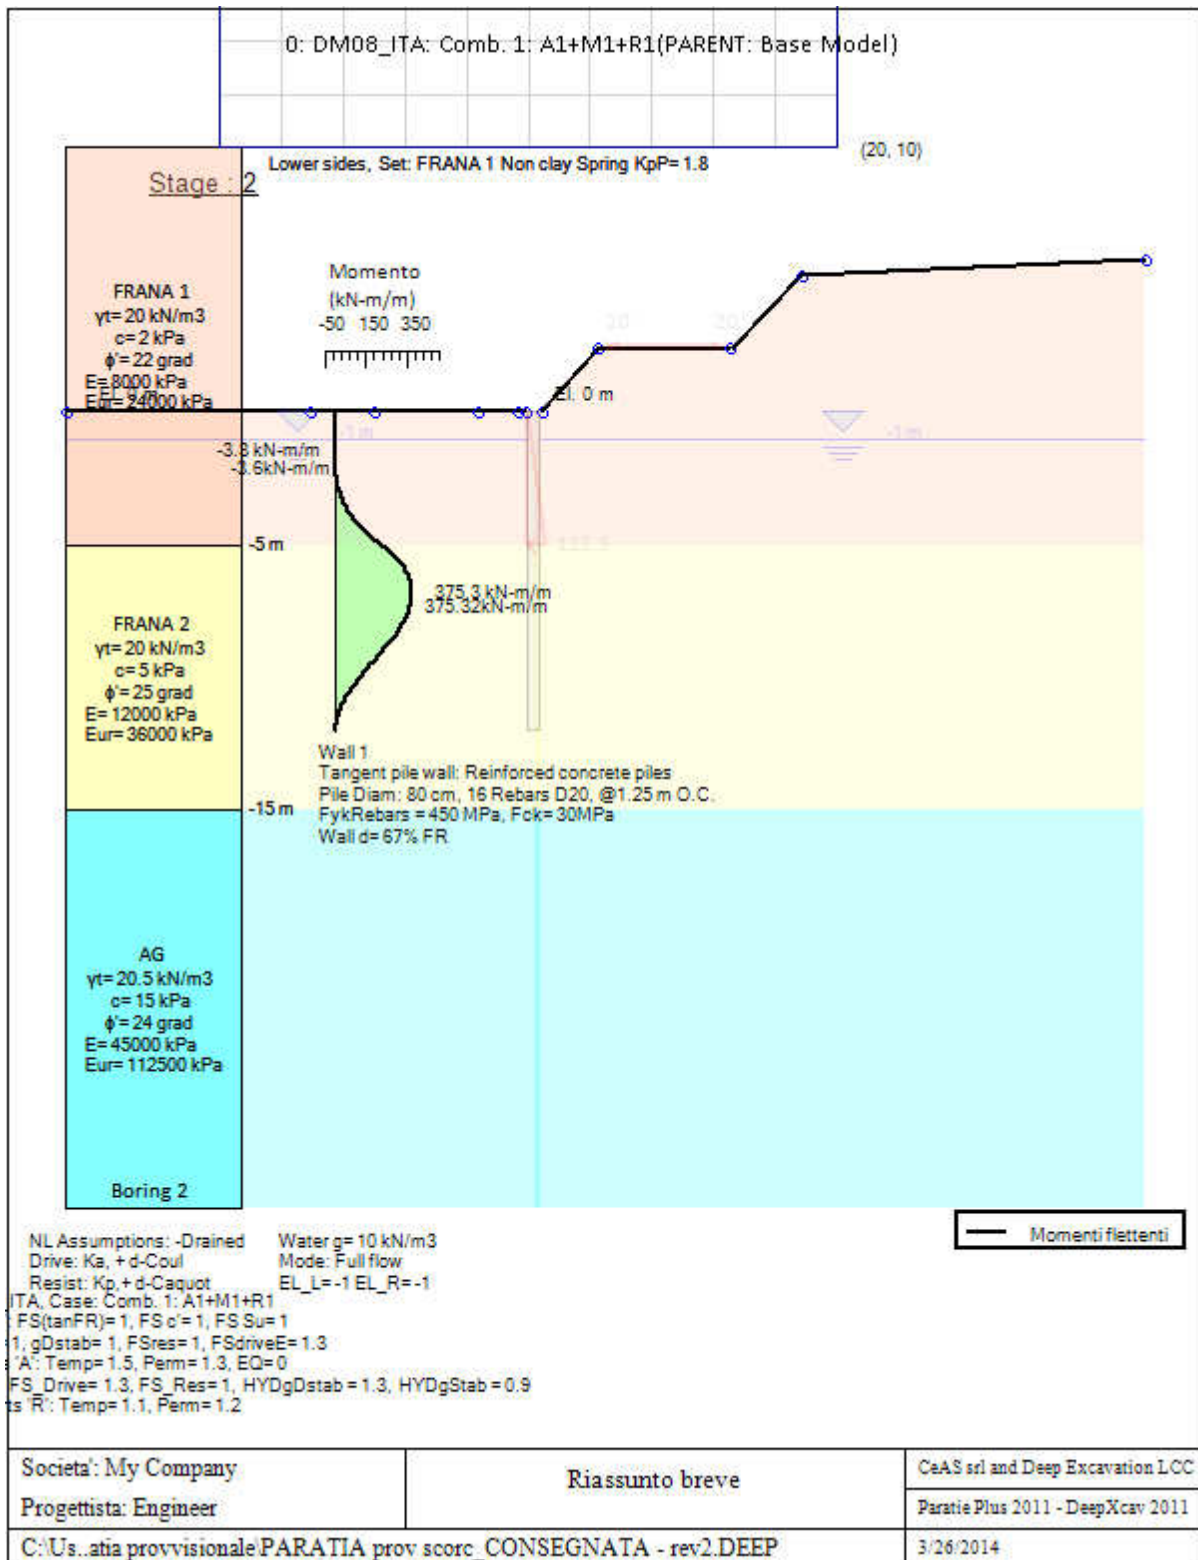 0: DM08_ITA: Comb. 1: A1+M1+R1(PARENT: Base Model)
(20, 10)
Lower sides, Set: FRANA 1 Non clay Spring KpP= 1.8
Stage : 2
Momento
(kN-m/m)
-50 150 350
FRANA 1
γt= 20 kN/m3
c= 2 kPa
ϕ'= 22 grad
E= 8000 kPa
Eur= 24000 kPa
El. 0 m
El. 0 m
20
20
-1 m
-1 m
-3.3 kN-m/m
-3.6kN-m/m
-5 m
375.3 kN-m/m
375.32kN-m/m
FRANA 2
γt= 20 kN/m3
c= 5 kPa
ϕ'= 25 grad
E= 12000 kPa
Eur= 36000 kPa
Wall 1
Tangent pile wall: Reinforced concrete piles
Pile Diam: 80 cm, 16 Rebars D20, @1.25 m O.C.
FykRebars = 450 MPa, Fck= 30MPa
Wall d= 67% FR
-15 m
AG
γt= 20.5 kN/m3
c= 15 kPa
ϕ'= 24 grad
E= 45000 kPa
Eur= 112500 kPa
Boring 2
Momenti flettenti
NL Assumptions: -Drained Water g= 10 kN/m3
Drive: Ka, + d-Coul Mode: Full flow
Resist: Kp,+ d-Caquot EL_L= -1 EL_R= -1
ITA, Case: Comb. 1: A1+M1+R1
: FS(tanFR)= 1, FS c'= 1, FS Su= 1
1, gDstab= 1, FSres= 1, FSdriveE= 1.3
'A': Temp= 1.5, Perm= 1.3, EQ= 0
FS_Drive= 1.3, FS_Res= 1, HYDgDstab = 1.3, HYDgStab = 0.9
ts 'R': Temp= 1.1, Perm= 1.2
Societa': My Company
Progettista: Engineer
Riassunto breve
CeAS srl and Deep Excavation LCC
Paratie Plus 2011 - DeepXcav 2011
C:\Us..atia provvisionale\PARATIA prov scorc_CONSEGNATA - rev2.DEEP
3/26/2014